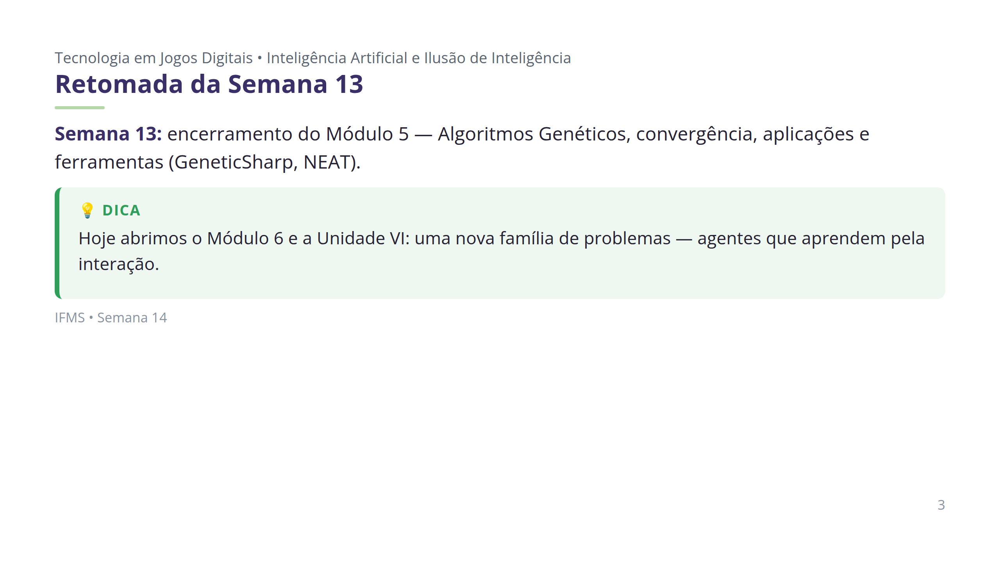 Tecnologia em Jogos Digitais • Inteligência Artificial e Ilusão de Inteligência
Retomada da Semana 13
Semana 13: encerramento do Módulo 5 — Algoritmos Genéticos, convergência, aplicações e
ferramentas (GeneticSharp, NEAT).
💡 DICA
Hoje abrimos o Módulo 6 e a Unidade VI: uma nova família de problemas — agentes que aprendem pela
interação.
IFMS • Semana 14
3